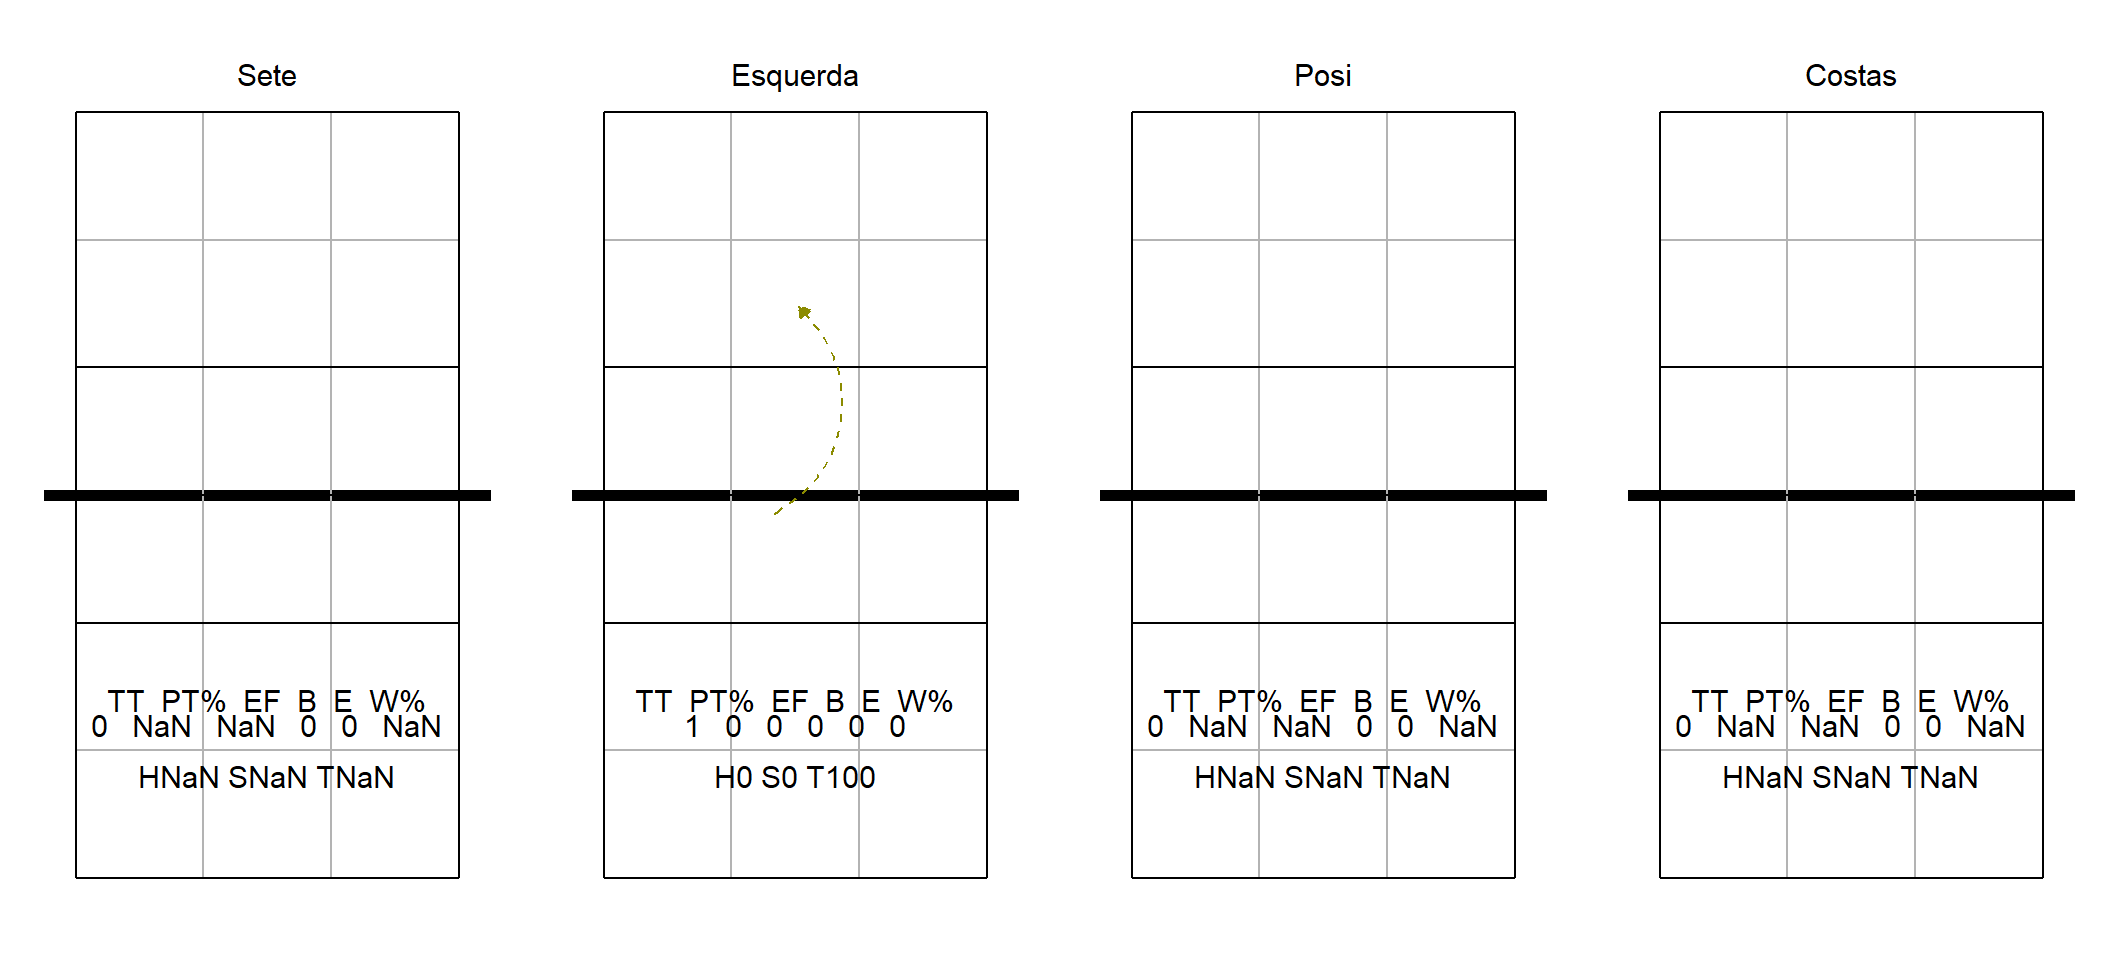 Sete
TT PT% EF B E W%
0 NaN NaN 0 0 NaN
HNaN SNaN TNaN
Esquerda
TT PT% EF B E W%
1 0 0 0 0 0
H0 S0 T100
Posi
TT PT% EF B E W%
0 NaN NaN 0 0 NaN
HNaN SNaN TNaN
Costas
TT PT% EF B E W%
0 NaN NaN 0 0 NaN
HNaN SNaN TNaN